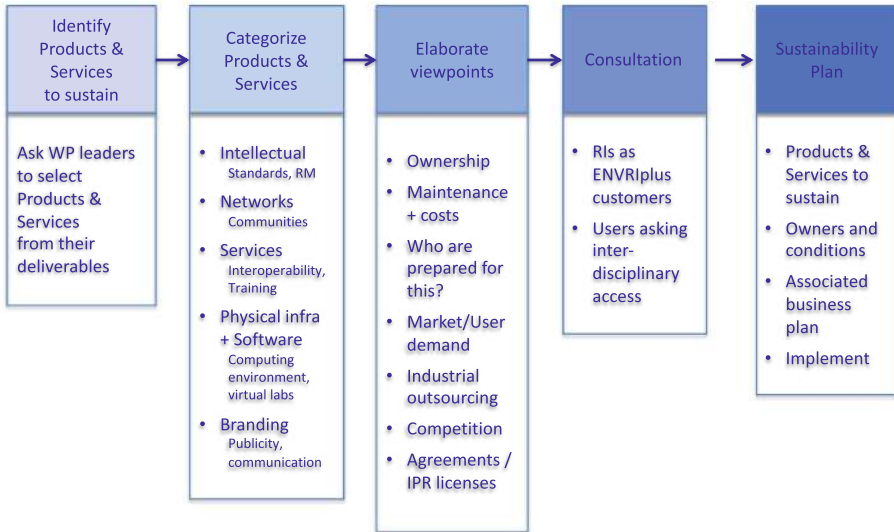 Identify
Products &
Services
to sustain
Ask WP leaders
to select
Products &
Services
from their
deliverables
Categorize
Products &
Services
• Intellectual
Standards, RM
• Networks
Communities
• Services
Interoperability,
Training
• Physical infra
+ Software
Computing
environment,
virtual labs
• Branding
Publicity,
communication
Elaborate
viewpoints
• Ownership
• Maintenance
+ costs
• Who are
prepared for
this?
• Market/User
demand
• Industrial
outsourcing
• Competition
• Agreements /
IPR licenses
Consultation
• RIs as
ENVRIplus
customers
• Users asking
inter-
disciplinary
access
Sustainability
Plan
• Products &
Services to
sustain
• Owners and
conditions
• Associated
business
plan
• Implement